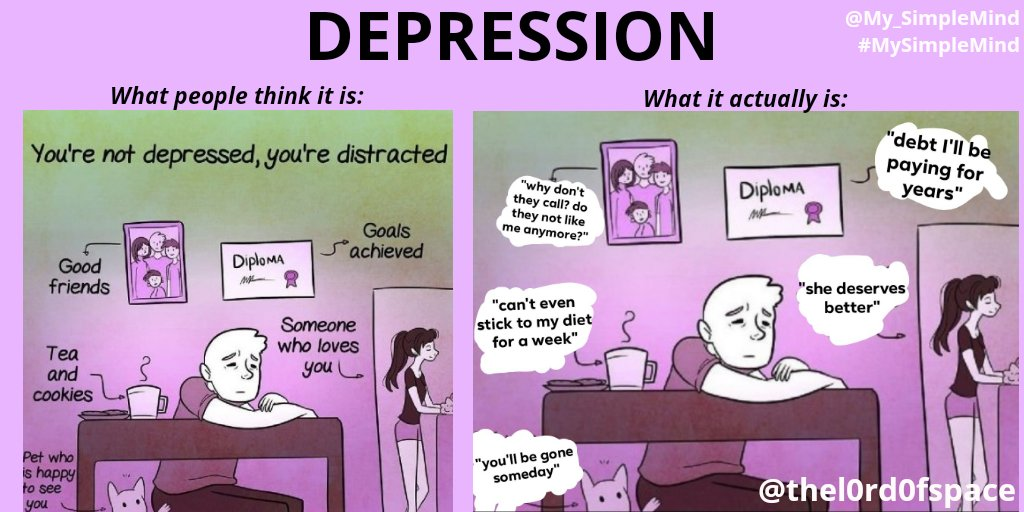 DEPRESSION
@My_SimpleMind
#MySimpleMind
What people think it is:
You're not depressed, you're distracted
Good
friends
DiploMA
Goals
achieved
Tea
and
cookies
Someone
who loves
you
Pet who
is happy
to see
you
What it actually is:
"why don't
they call? do
they not like
me anymore?"
DiploMA
"debt I'll be
paying for
years"
"can't even
stick to my diet
for a week"
"she deserves
better"
"you'll be gone
someday"
@thel0rd0fspace